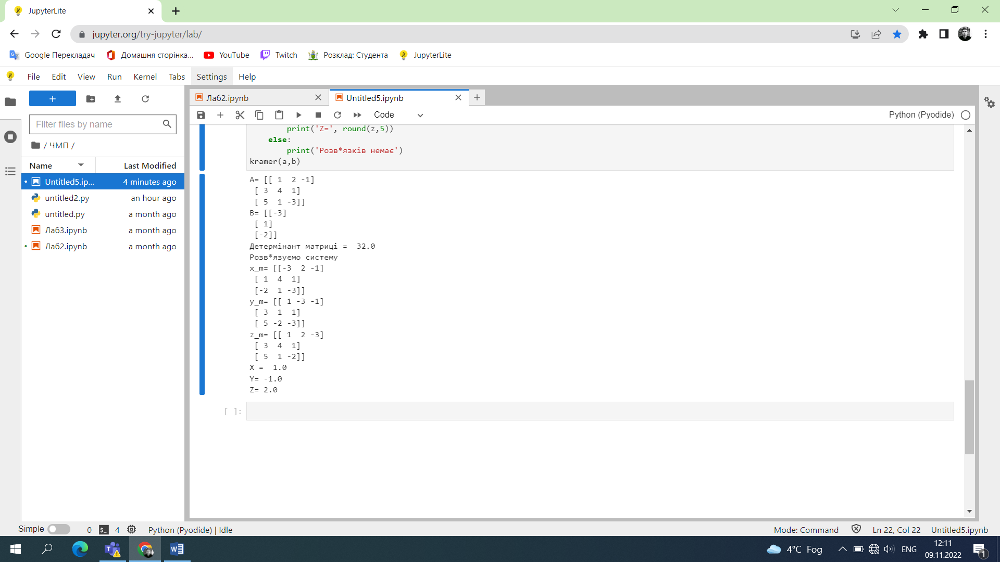 JupyterLite
jupyter.org/try-jupyter/lab/
Google Перекладач
Домашня сторінка...
YouTube
Twitch
Розклад: Студента
JupyterLite
File Edit View Run Kernel Tabs Settings Help
Лаб2.ipynb
Untitled5.ipynb
Filter files by name
/ ЧМП /
Name Last Modified
Untitled5.ip... 4 minutes ago
untitled2.py an hour ago
untitled.py a month ago
Лаб3.ipynb a month ago
Лаб2.ipynb a month ago
Code
Python (Pyodide)
print('Z=', round(z,5))
else:
print('Розв*язків немає')
kramer(a,b)
A= [[ 1  2 -1]
 [ 3  4  1]
 [ 5  1 -3]]
B= [[-3]
 [ 1]
 [-2]]
Детермінант матриці =  32.0
Розв*язуємо систему
x_m= [[-3  2 -1]
 [ 1  4  1]
 [-2  1 -3]]
y_m= [[ 1 -3 -1]
 [ 3  1  1]
 [ 5 -2 -3]]
z_m= [[ 1  2 -3]
 [ 3  4  1]
 [ 5  1 -2]]
X =  1.0
Y= -1.0
Z= 2.0
[ ]:
Simple 0 $_ 4 Python (Pyodide) | Idle
Mode: Command Ln 22, Col 22 Untitled5.ipynb
4°C Fog
ENG
12:11
09.11.2022
1